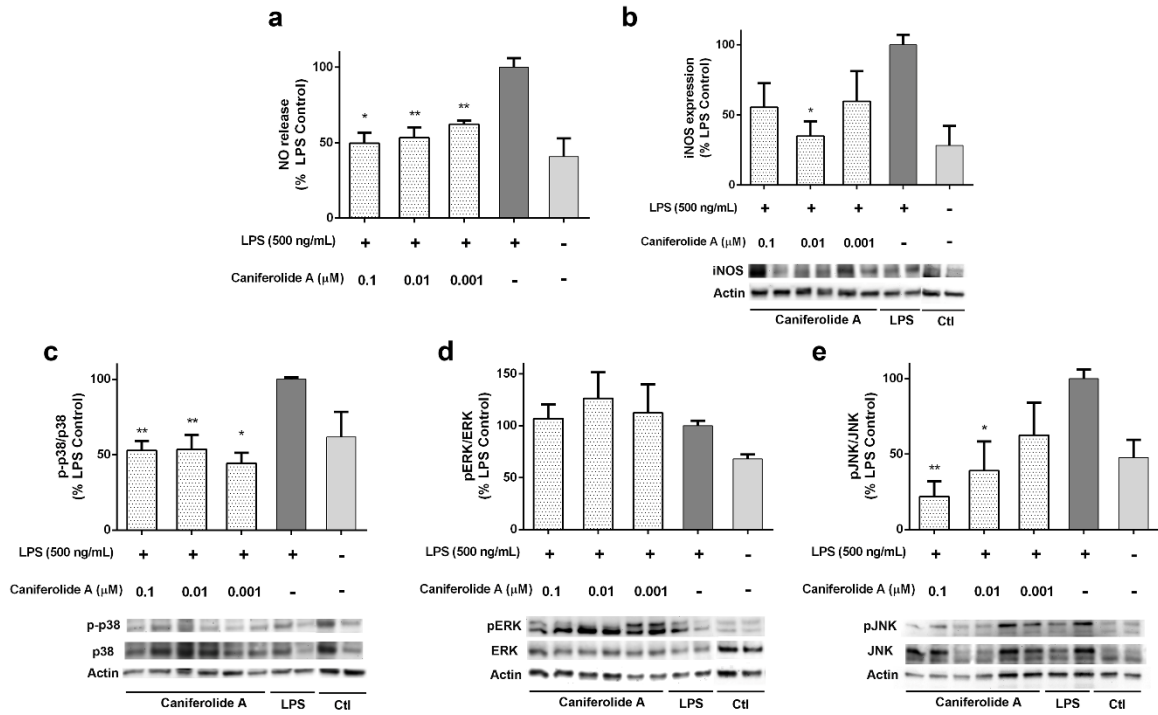 a
NO release
(% LPS Control)
100
50
0
* ** **
LPS (500 ng/mL) + + + + -
Caniferolide A (μM) 0.1 0.01 0.001 - -
b
iNOS expression
(% LPS Control)
100
50
0
*
LPS (500 ng/mL) + + + + -
Caniferolide A (μM) 0.1 0.01 0.001 - -
iNOS
Actin
Caniferolide A LPS Ctl
c
p-p38/p38
(% LPS Control)
100
50
0
** ** *
LPS (500 ng/mL) + + + + -
Caniferolide A (μM) 0.1 0.01 0.001 - -
p-p38
p38
Actin
Caniferolide A LPS Ctl
d
pERK/ERK
(% LPS Control)
150
100
50
0
LPS (500 ng/mL) + + + + -
Caniferolide A (μM) 0.1 0.01 0.001 - -
pERK
ERK
Actin
Caniferolide A LPS Ctl
e
pJNK/JNK
(% LPS Control)
100
50
0
** *
LPS (500 ng/mL) + + + + -
Caniferolide A (μM) 0.1 0.01 0.001 - -
pJNK
JNK
Actin
Caniferolide A LPS Ctl